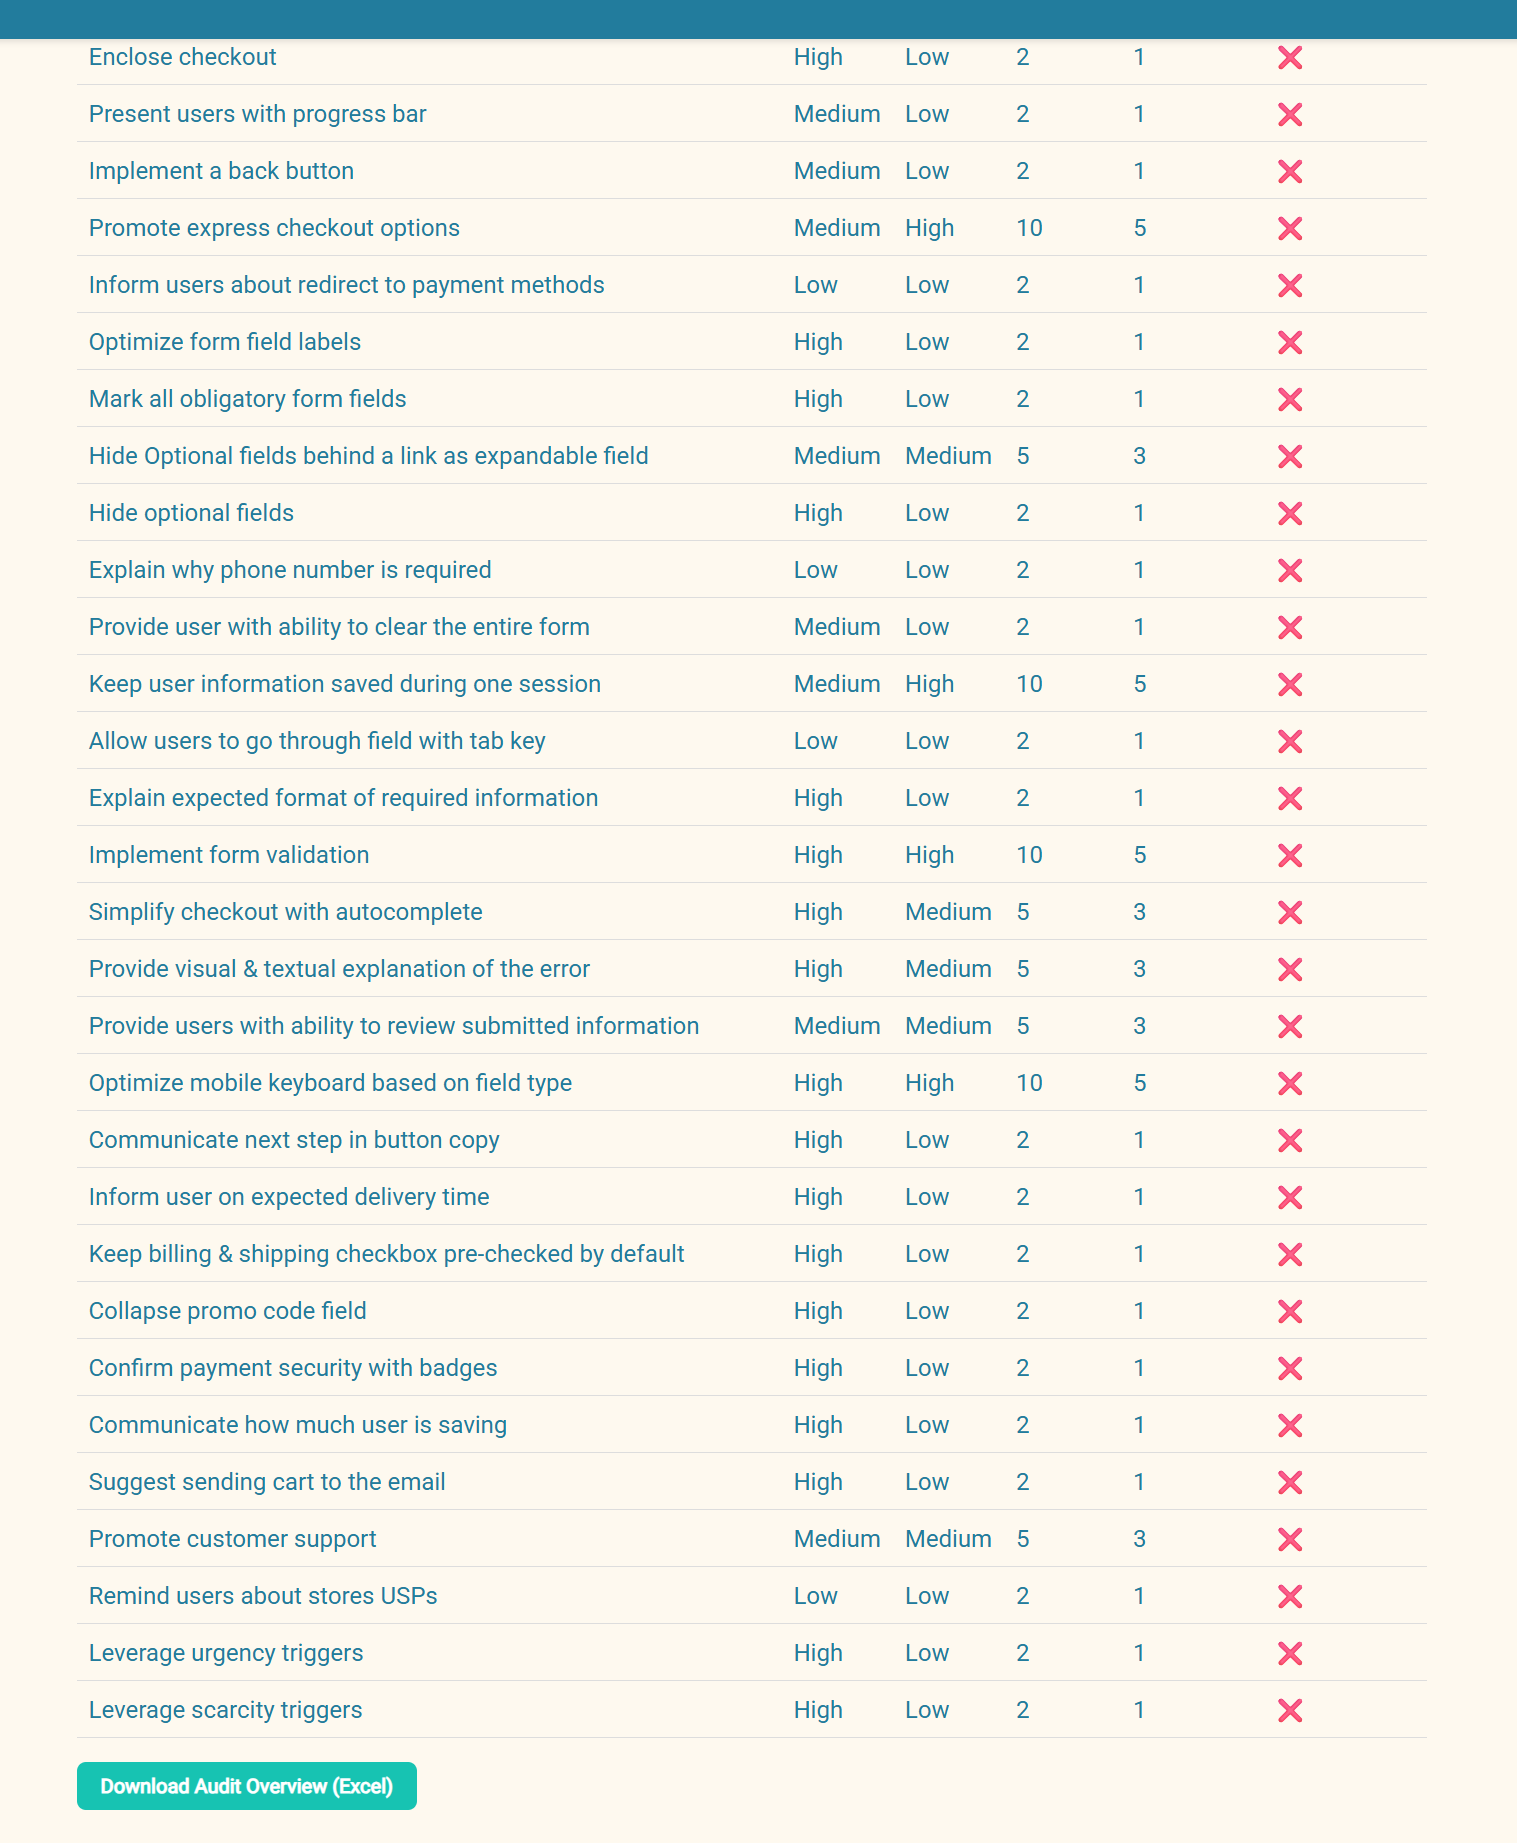 Enclose checkout High Low 2 1
Present users with progress bar Medium Low 2 1
Implement a back button Medium Low 2 1
Promote express checkout options Medium High 10 5
Inform users about redirect to payment methods Low Low 2 1
Optimize form field labels High Low 2 1
Mark all obligatory form fields High Low 2 1
Hide Optional fields behind a link as expandable field Medium Medium 5 3
Hide optional fields High Low 2 1
Explain why phone number is required Low Low 2 1
Provide user with ability to clear the entire form Medium Low 2 1
Keep user information saved during one session Medium High 10 5
Allow users to go through field with tab key Low Low 2 1
Explain expected format of required information High Low 2 1
Implement form validation High High 10 5
Simplify checkout with autocomplete High Medium 5 3
Provide visual & textual explanation of the error High Medium 5 3
Provide users with ability to review submitted information Medium Medium 5 3
Optimize mobile keyboard based on field type High High 10 5
Communicate next step in button copy High Low 2 1
Inform user on expected delivery time High Low 2 1
Keep billing & shipping checkbox pre-checked by default High Low 2 1
Collapse promo code field High Low 2 1
Confirm payment security with badges High Low 2 1
Communicate how much user is saving High Low 2 1
Suggest sending cart to the email High Low 2 1
Promote customer support Medium Medium 5 3
Remind users about stores USPs Low Low 2 1
Leverage urgency triggers High Low 2 1
Leverage scarcity triggers High Low 2 1
Download Audit Overview (Excel)